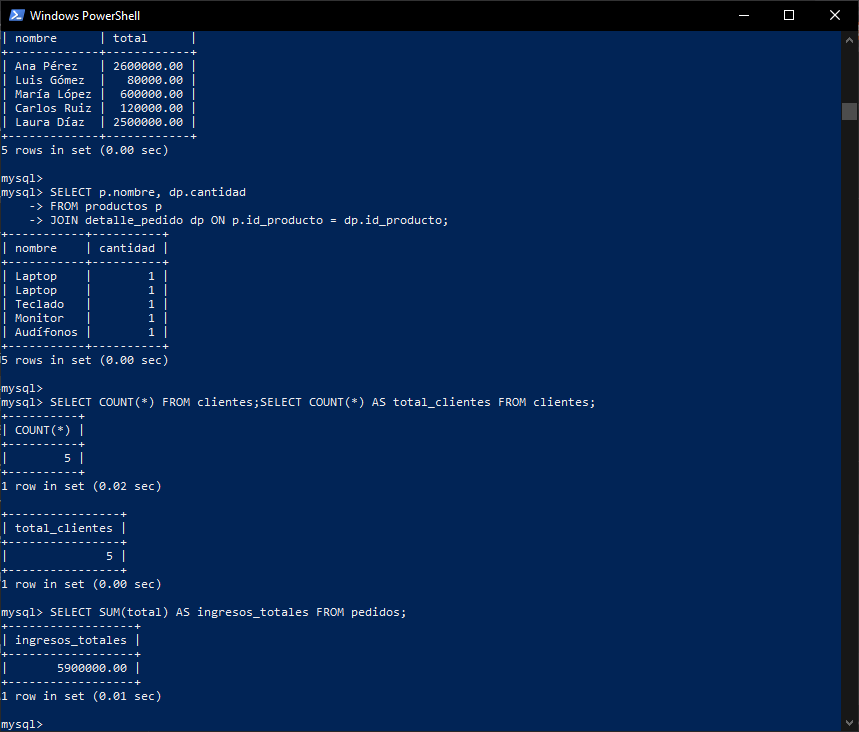 Windows PowerShell
| nombre      | total      |
+-------------+------------+
| Ana Pérez   | 2600000.00 |
| Luis Gómez  |   80000.00 |
| María López |  600000.00 |
| Carlos Ruiz |  120000.00 |
| Laura Díaz  | 2500000.00 |
+-------------+------------+
5 rows in set (0.00 sec)

mysql>
mysql> SELECT p.nombre, dp.cantidad
    -> FROM productos p
    -> JOIN detalle_pedido dp ON p.id_producto = dp.id_producto;
+-----------+----------+
| nombre    | cantidad |
+-----------+----------+
| Laptop    |        1 |
| Laptop    |        1 |
| Teclado   |        1 |
| Monitor   |        1 |
| Audífonos |        1 |
+-----------+----------+
5 rows in set (0.00 sec)

mysql>
mysql> SELECT COUNT(*) FROM clientes;SELECT COUNT(*) AS total_clientes FROM clientes;
+----------+
| COUNT(*) |
+----------+
|        5 |
+----------+
1 row in set (0.02 sec)

+----------------+
| total_clientes |
+----------------+
|              5 |
+----------------+
1 row in set (0.00 sec)

mysql> SELECT SUM(total) AS ingresos_totales FROM pedidos;
+------------------+
| ingresos_totales |
+------------------+
|       5900000.00 |
+------------------+
1 row in set (0.01 sec)

mysql>